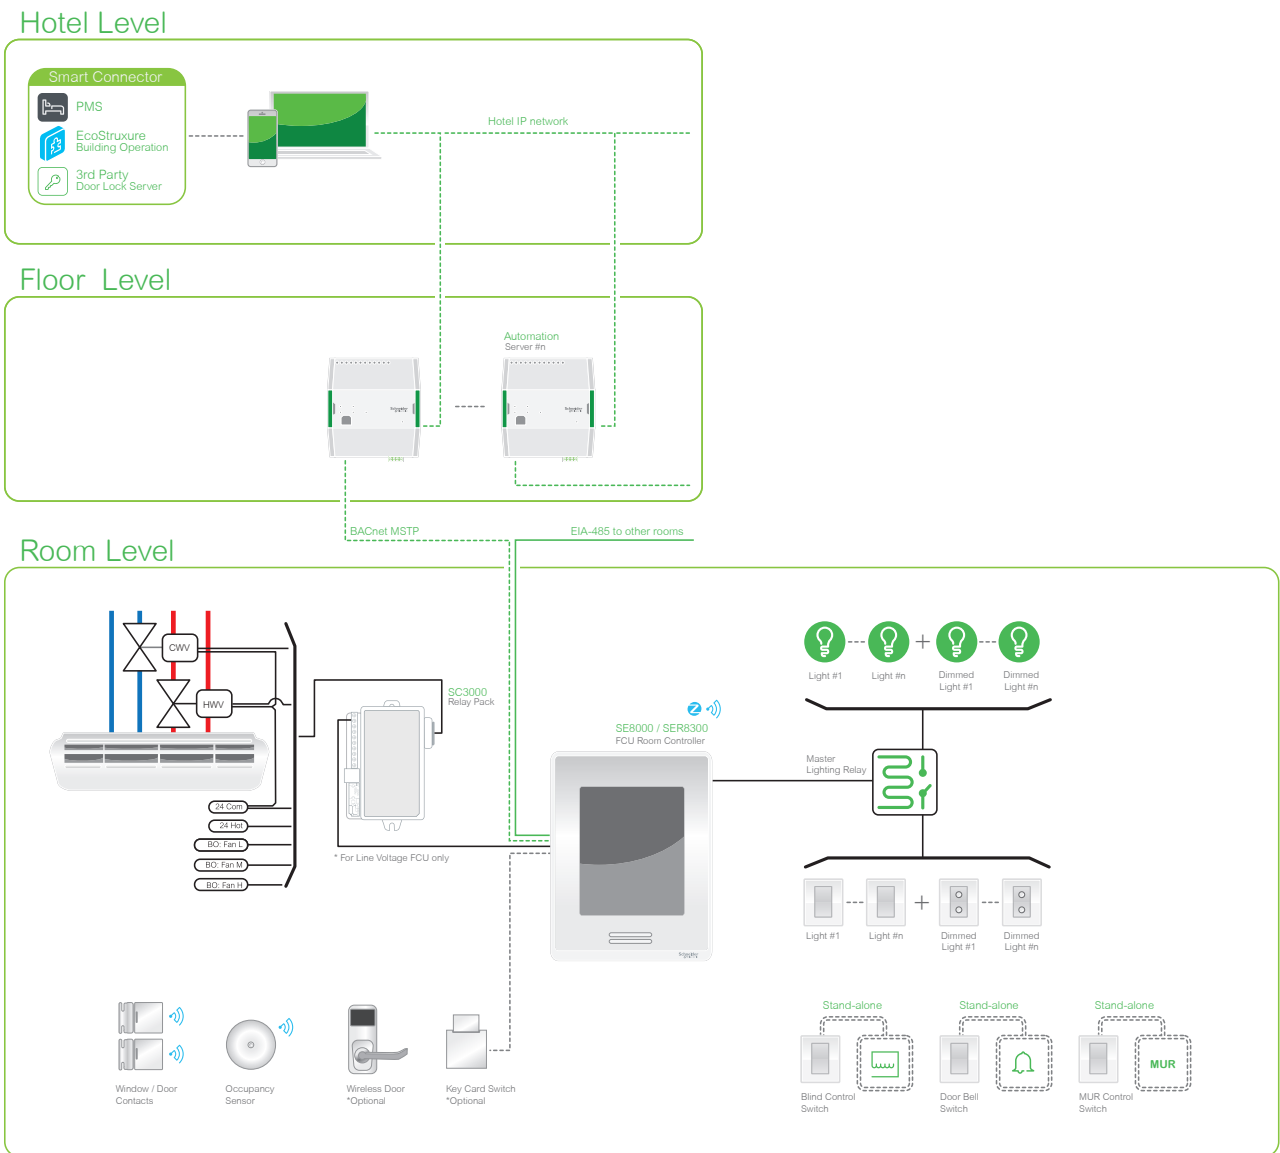 Hotel Level
Smart Connector
PMS
EcoStruxure
Building Operation
3rd Party
Door Lock Server
Hotel IP network
Floor Level
Automation
Server #n
Schneider
Schneider
BACnet MSTP
EIA-485 to other rooms
Room Level
CWV
HWV
SC3000
Relay Pack
24 Com
24 Hot
BO: Fan L
BO: Fan M
BO: Fan H
* For Line Voltage FCU only
Z
SE8000 / SER8300
FCU Room Controller
Schneider
Light #1
Light #n
Dimmed
Light #1
Dimmed
Light #n
Master
Lighting Relay
Light #1
Light #n
Dimmed
Light #1
Dimmed
Light #n
Window / Door
Contacts
Occupancy
Sensor
Wireless Door
*Optional
Key Card Switch
*Optional
Stand-alone
Blind Control
Switch
Stand-alone
Door Bell
Switch
Stand-alone
MUR
MUR Control
Switch